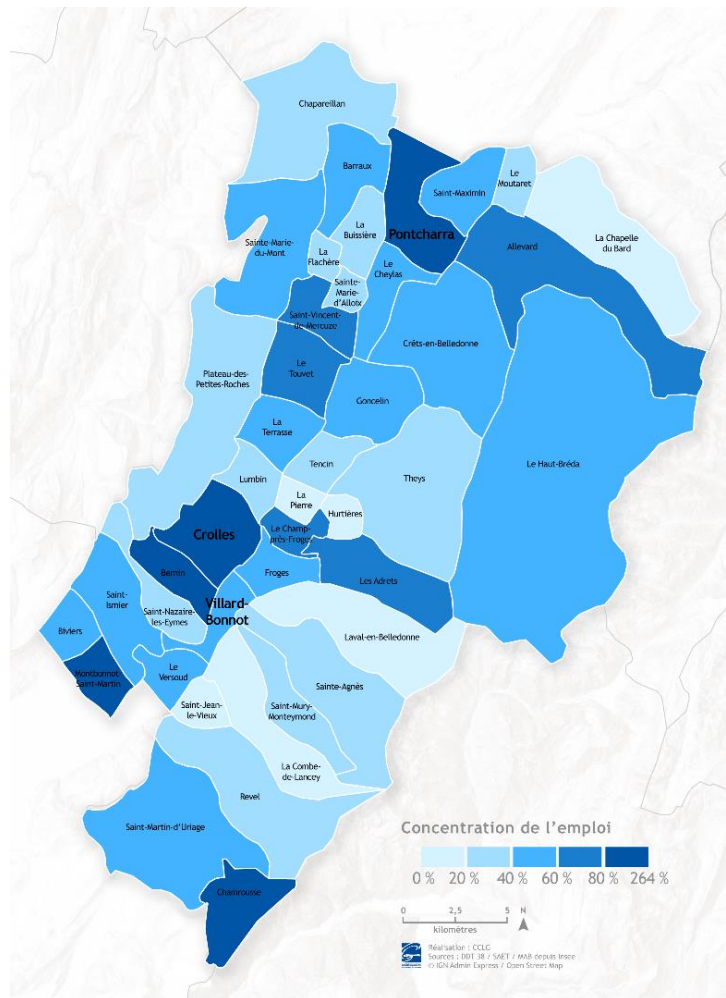 Chapareillan
Barraux
Saint-Maximin
Le
Moutaret
La Chapelle
du Bard
La
Buissière
Pontcharra
Allevard
Sainte-Marie-
du-Mont
La
Flachère
Le
Cheylas
Sainte-
Marie-
d'Alloix
Saint-Vincent-
de-Mercuze
Crêts-en-Belledonne
Plateau-des-
Petites-Roches
Le
Touvet
Goncelin
La
Terrasse
Le Haut-Bréda
Tencin
Lumbin
Theys
La
Pierre
Hurtières
Crolles
Le Champ-
près-Froges
Bernin
Froges
Les Adrets
Saint-
Ismier
Saint-Nazaire-
les-Eymes
Villard-
Bonnot
Biviers
Laval-en-Belledonne
Le
Versoud
Montbonnot
Saint-Martin
Sainte-Agnès
Saint-Jean-
le-Vieux
Saint-Mury-
Monteymond
La Combe-
de-Lancey
Revel
Saint-Martin-d'Uriage
Chamrousse
Concentration de l'emploi
0 % 20 % 40 % 60 % 80 % 264 %
0 2,5 5 N
kilomètres
Réalisation : CCLG
Sources : DDT 38 / SAET / MAB depuis Insee
© IGN Admin Express / Open Street Map